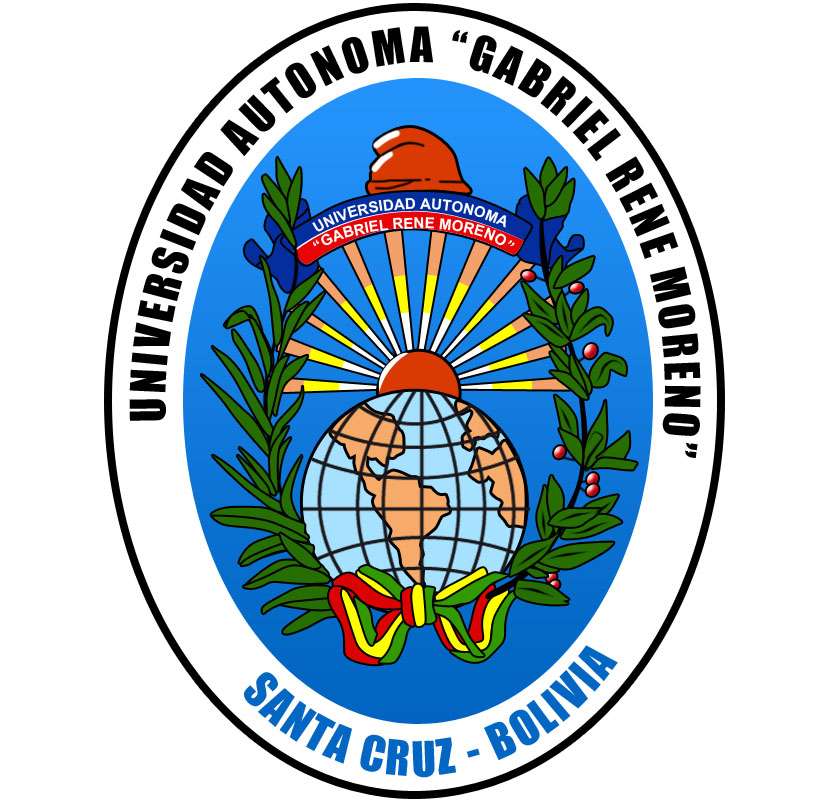 UNIVERSIDAD AUTONOMA “GABRIEL RENE MORENO”
UNIVERSIDAD AUTONOMA
“GABRIEL RENE MORENO”
SANTA CRUZ - BOLIVIA